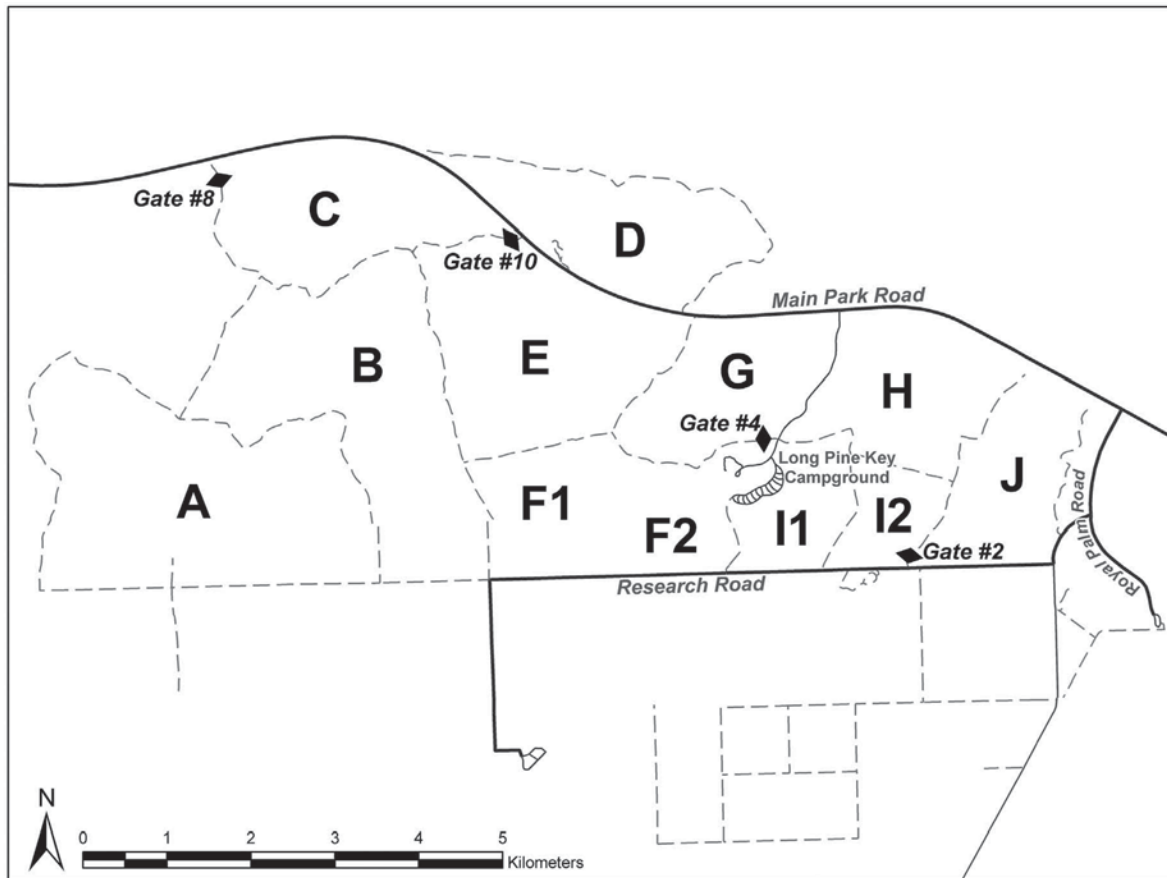 Gate #8
C
D
Gate #10
Main Park Road
B
E
G
H
Gate #4
Long Pine Key
Campground
A
F1
F2
I1
I2
J
Gate #2
Research Road
Royal Palm Road
N
0 1 2 3 4 5
Kilometers